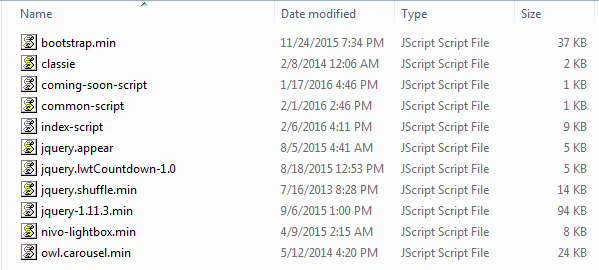 Name Date modified Type Size
bootstrap.min 11/24/2015 7:34 PM JScript Script File 37 KB
classie 2/8/2014 12:06 AM JScript Script File 2 KB
coming-soon-script 1/17/2016 4:46 PM JScript Script File 1 KB
common-script 2/1/2016 2:46 PM JScript Script File 1 KB
index-script 2/6/2016 4:11 PM JScript Script File 9 KB
jquery.appear 8/5/2015 4:41 AM JScript Script File 5 KB
jquery.lwtCountdown-1.0 8/18/2015 12:53 PM JScript Script File 5 KB
jquery.shuffle.min 7/16/2013 8:28 PM JScript Script File 14 KB
jquery-1.11.3.min 9/6/2015 1:00 PM JScript Script File 94 KB
nivo-lightbox.min 4/9/2015 2:15 AM JScript Script File 8 KB
owl.carousel.min 5/12/2014 4:20 PM JScript Script File 24 KB